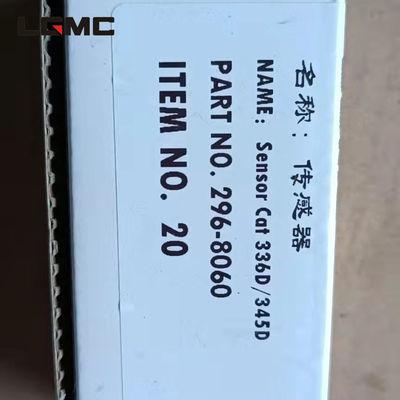 LGMC
名称：传感器
NAME: Sensor Cat 336D/345D
PART NO. 296-8060
ITEM NO. 20